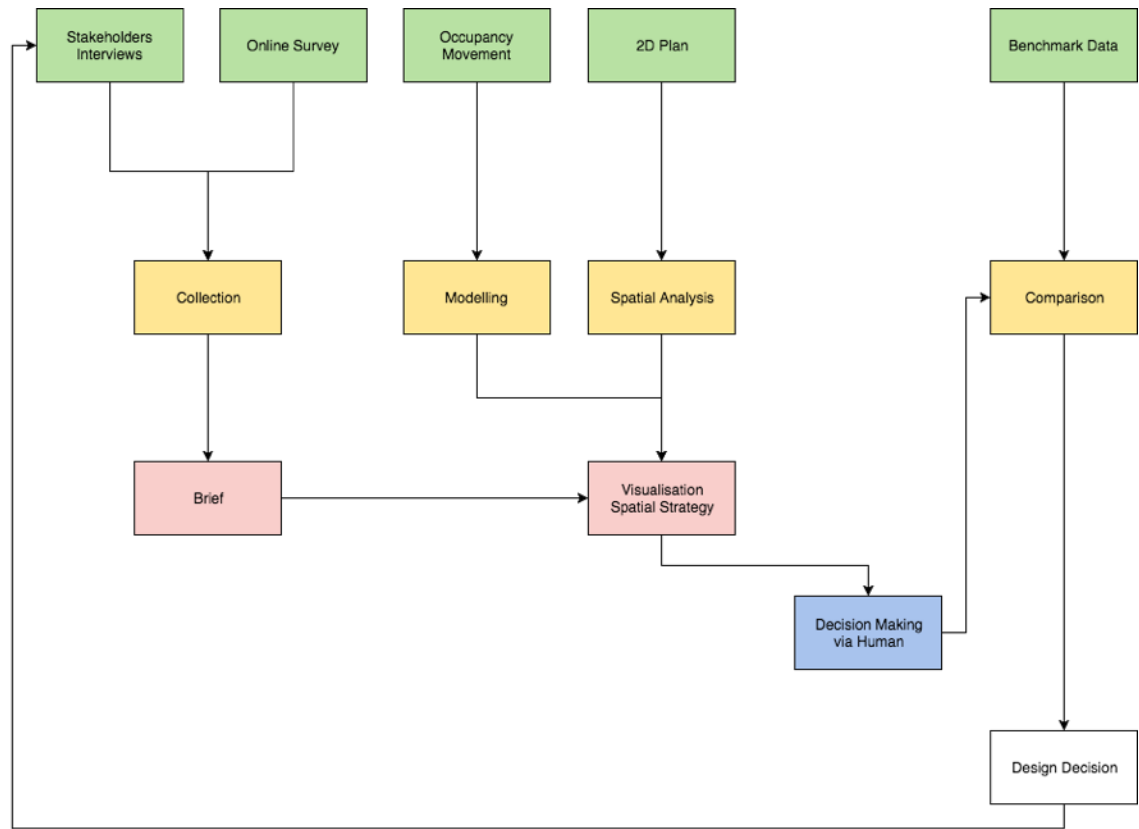 Stakeholders
Interviews
Online Survey
Occupancy
Movement
2D Plan
Benchmark Data
Collection
Modelling
Spatial Analysis
Comparison
Brief
Visualisation
Spatial Strategy
Decision Making
via Human
Design Decision